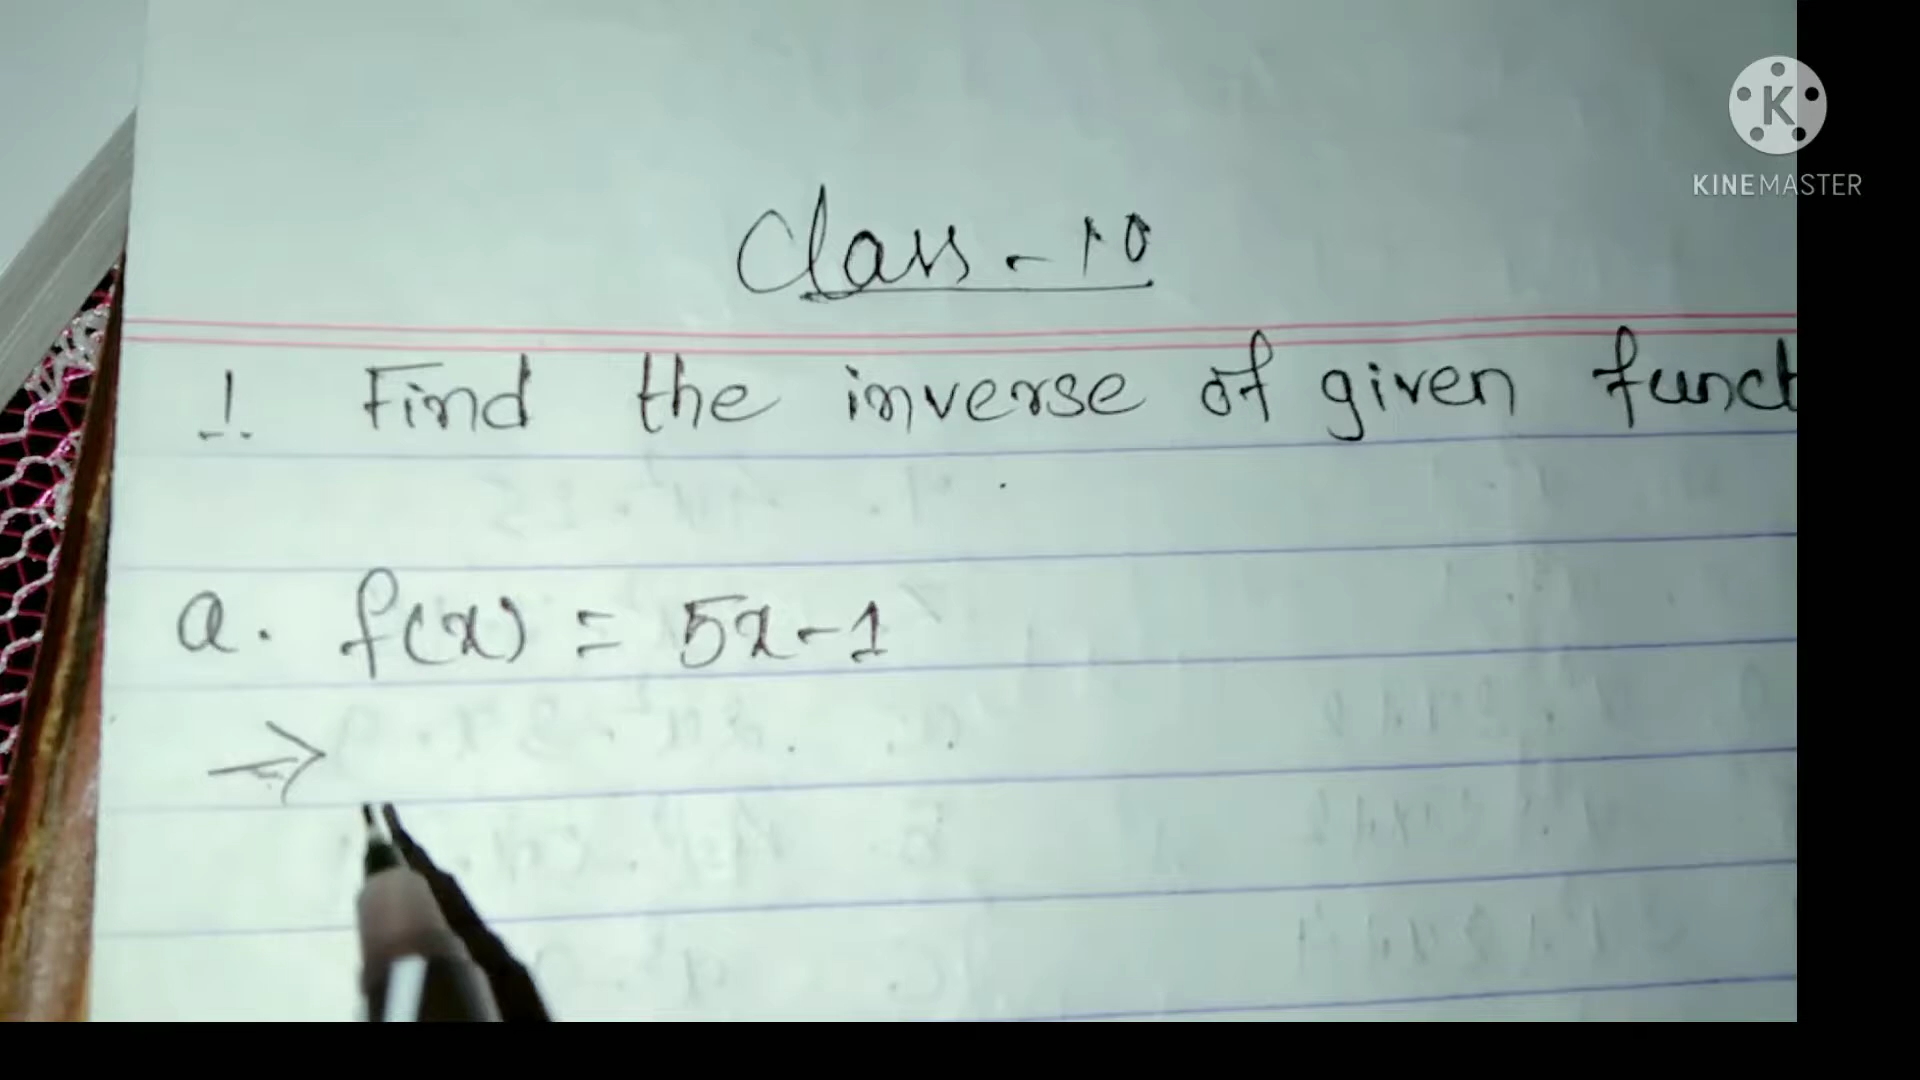 Class - 10
1. Find the inverse of given funct
a. f(x) = 5x-1
→
K
KINEMASTER